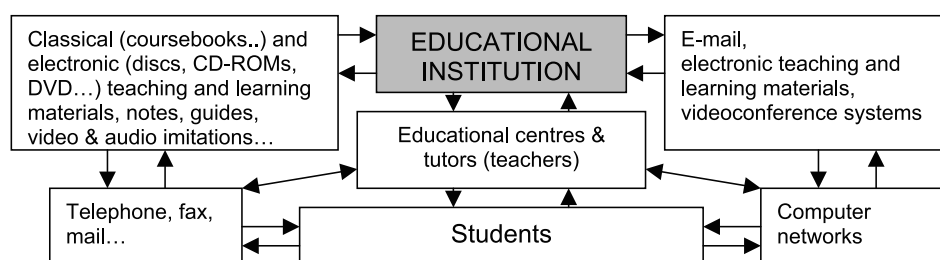 Classical (coursebooks..) and
electronic (discs, CD-ROMs,
DVD…) teaching and learning
materials, notes, guides,
video & audio imitations…
EDUCATIONAL
INSTITUTION
E-mail,
electronic teaching and
learning materials,
videoconference systems
Educational centres &
tutors (teachers)
Telephone, fax,
mail…
Students
Computer
networks